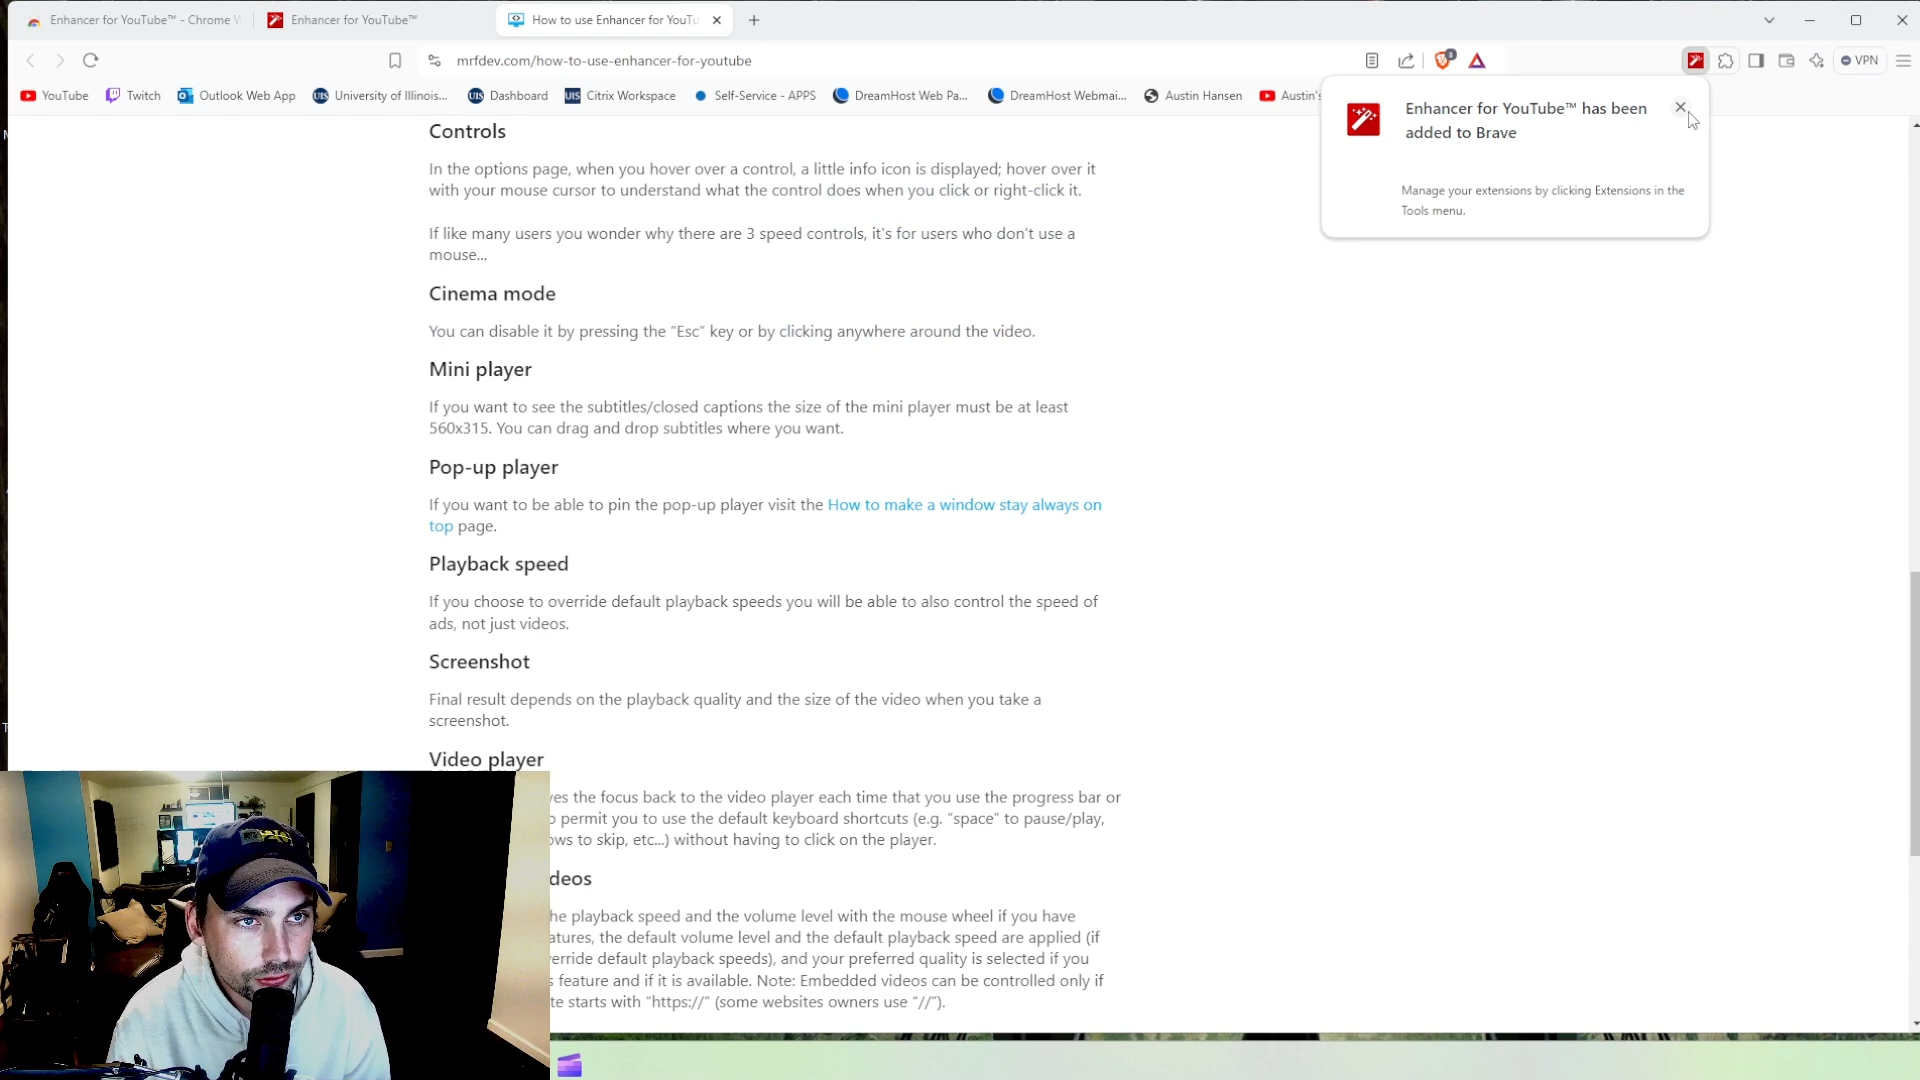 Enhancer for YouTube™ - Chrome W
Enhancer for YouTube™
How to use Enhancer for YouTu
mrfdev.com/how-to-use-enhancer-for-youtube
VPN
YouTube
Twitch
Outlook Web App
UIS University of Illinois...
UIS Dashboard
UIS Citrix Workspace
Self-Service - APPS
DreamHost Web Pa...
DreamHost Webmai...
Austin Hansen
Austin's
Enhancer for YouTube™ has been
added to Brave
Manage your extensions by clicking Extensions in the
Tools menu.
Controls
In the options page, when you hover over a control, a little info icon is displayed; hover over it
with your mouse cursor to understand what the control does when you click or right-click it.
If like many users you wonder why there are 3 speed controls, it's for users who don't use a
mouse...
Cinema mode
You can disable it by pressing the "Esc" key or by clicking anywhere around the video.
Mini player
If you want to see the subtitles/closed captions the size of the mini player must be at least
560x315. You can drag and drop subtitles where you want.
Pop-up player
If you want to be able to pin the pop-up player visit the How to make a window stay always on
top page.
Playback speed
If you choose to override default playback speeds you will be able to also control the speed of
ads, not just videos.
Screenshot
Final result depends on the playback quality and the size of the video when you take a
screenshot.
Video player
ves the focus back to the video player each time that you use the progress bar or
permit you to use the default keyboard shortcuts (e.g. "space" to pause/play,
ows to skip, etc...) without having to click on the player.
deos
he playback speed and the volume level with the mouse wheel if you have
atures, the default volume level and the default playback speed are applied (if
erride default playback speeds), and your preferred quality is selected if you
s feature and if it is available. Note: Embedded videos can be controlled only if
te starts with "https://" (some websites owners use "//").